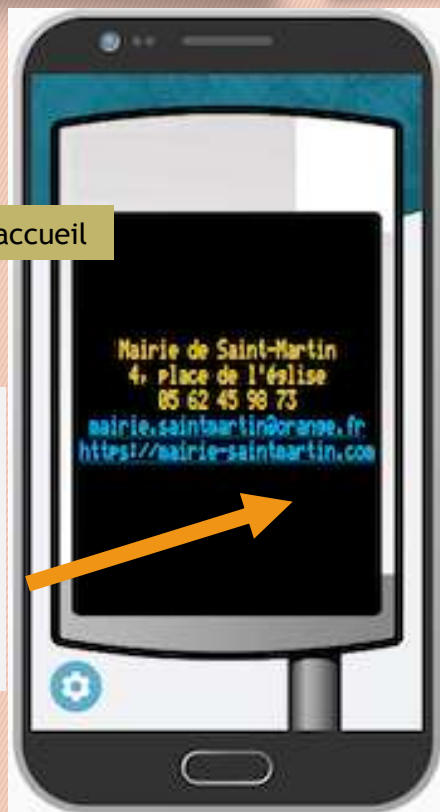 accueil
Mairie de Saint-Martin
4, place de l'église
05 62 45 98 73
mairie.saintmartin@orange.fr
https://mairie-saintmartin.com